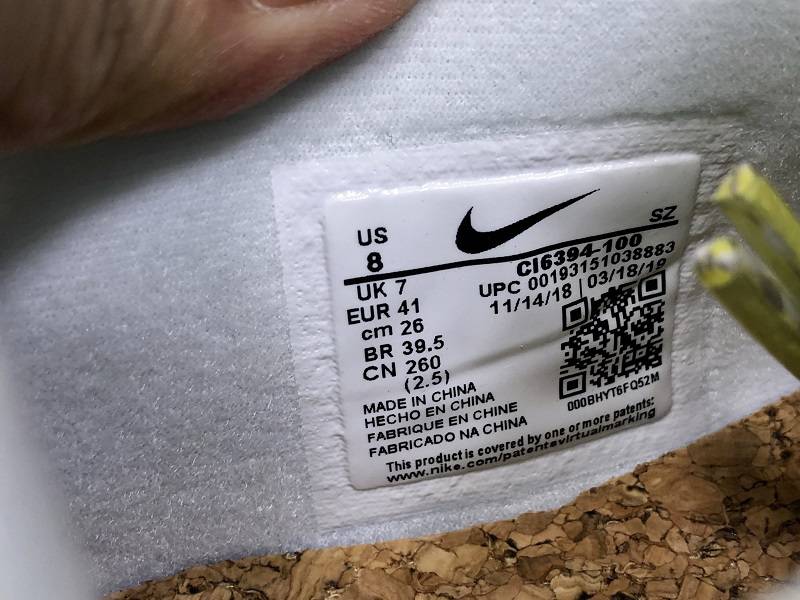 US
8
SZ
CI6394-100
UPC 00193151038883
11/14/18 | 03/18/19
UK 7
EUR 41
cm 26
BR 39.5
CN 260
(2.5)
MADE IN CHINA
HECHO EN CHINA
FABRIQUE EN CHINE
FABRICADO NA CHINA
000BHYT6FQ52M
This product is covered by one or more patents:
www.nike.com/patentsvirtualmarking